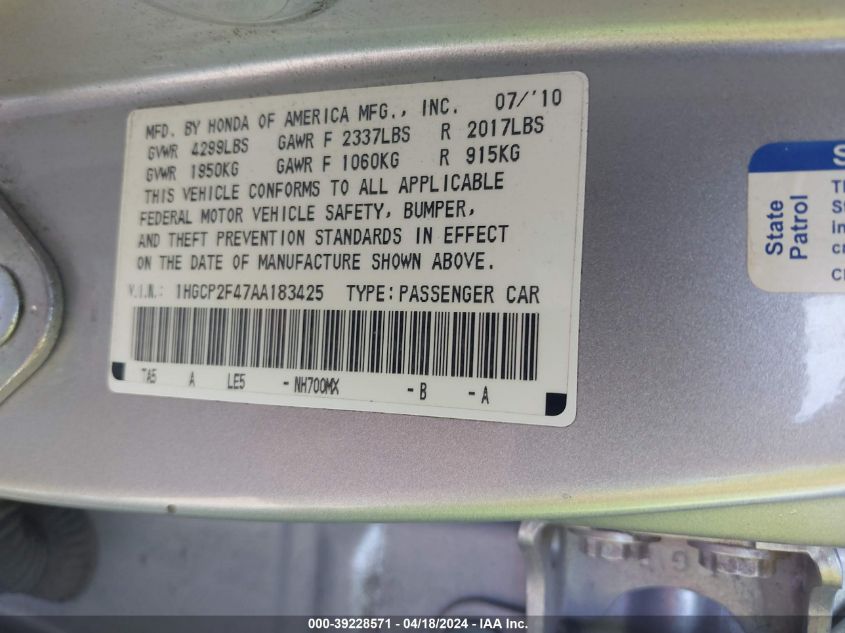 MFD. BY HONDA OF AMERICA MFG., INC. 07/'10
GVWR 4299LBS GAWR F 2337LBS R 2017LBS
GVWR 1950KG GAWR F 1060KG R 915KG
THIS VEHICLE CONFORMS TO ALL APPLICABLE
FEDERAL MOTOR VEHICLE SAFETY, BUMPER,
AND THEFT PREVENTION STANDARDS IN EFFECT
ON THE DATE OF MANUFACTURE SHOWN ABOVE.
V.I.N.: 1HGCP2F47AA183425 TYPE: PASSENGER CAR
TA5 A LE5 - NH700MX - B - A
State
Patrol
000-39228571 | 04/18/2024 | IAA Inc.